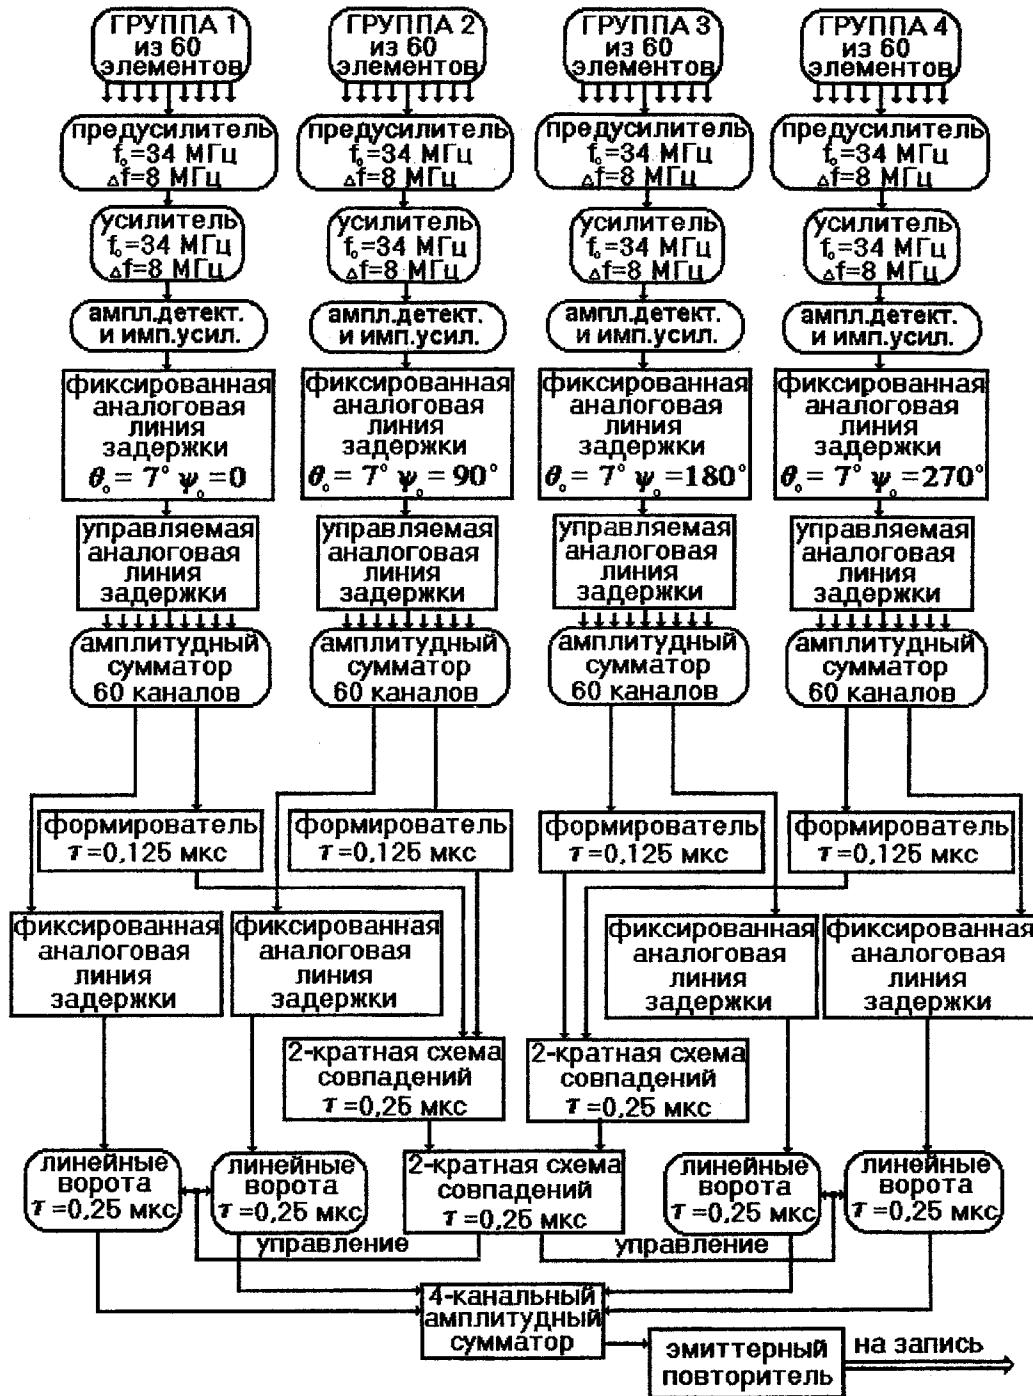 ГРУППА 1
из 60
элементов
ГРУППА 2
из 60
элементов
ГРУППА 3
из 60
элементов
ГРУППА 4
из 60
элементов
предусилитель
f₀=34 МГц
△f=8 МГц
предусилитель
f₀=34 МГц
△f=8 МГц
предусилитель
f₀=34 МГц
△f=8 МГц
предусилитель
f₀=34 МГц
△f=8 МГц
усилитель
f₀=34 МГц
△f=8 МГц
усилитель
f₀=34 МГц
△f=8 МГц
усилитель
f₀=34 МГц
△f=8 МГц
усилитель
f₀=34 МГц
△f=8 МГц
ампл.детект.
и имп.усил.
ампл.детект.
и имп.усил.
ампл.детект.
и имп.усил.
ампл.детект.
и имп.усил.
фиксированная
аналоговая
линия
задержки
θ₀= 7° ψ₀=0
фиксированная
аналоговая
линия
задержки
θ₀= 7° ψ₀= 90°
фиксированная
аналоговая
линия
задержки
θ₀= 7° ψ₀=180°
фиксированная
аналоговая
линия
задержки
θ₀= 7° ψ₀=270°
управляемая
аналоговая
линия
задержки
управляемая
аналоговая
линия
задержки
управляемая
аналоговая
линия
задержки
управляемая
аналоговая
линия
задержки
амплитудный
сумматор
60 каналов
амплитудный
сумматор
60 каналов
амплитудный
сумматор
60 каналов
амплитудный
сумматор
60 каналов
формирователь
τ=0,125 мкс
формирователь
τ=0,125 мкс
формирователь
τ=0,125 мкс
формирователь
τ=0,125 мкс
фиксированная
аналоговая
линия
задержки
фиксированная
аналоговая
линия
задержки
фиксированная
аналоговая
линия
задержки
фиксированная
аналоговая
линия
задержки
2-кратная схема
совпадений
τ=0,25 мкс
2-кратная схема
совпадений
τ=0,25 мкс
линейные
ворота
τ=0,25 мкс
линейные
ворота
τ=0,25 мкс
2-кратная схема
совпадений
τ=0,25 мкс
линейные
ворота
τ=0,25 мкс
линейные
ворота
τ=0,25 мкс
управление
управление
4-канальный
амплитудный
сумматор
эмиттерный
повторитель
на запись